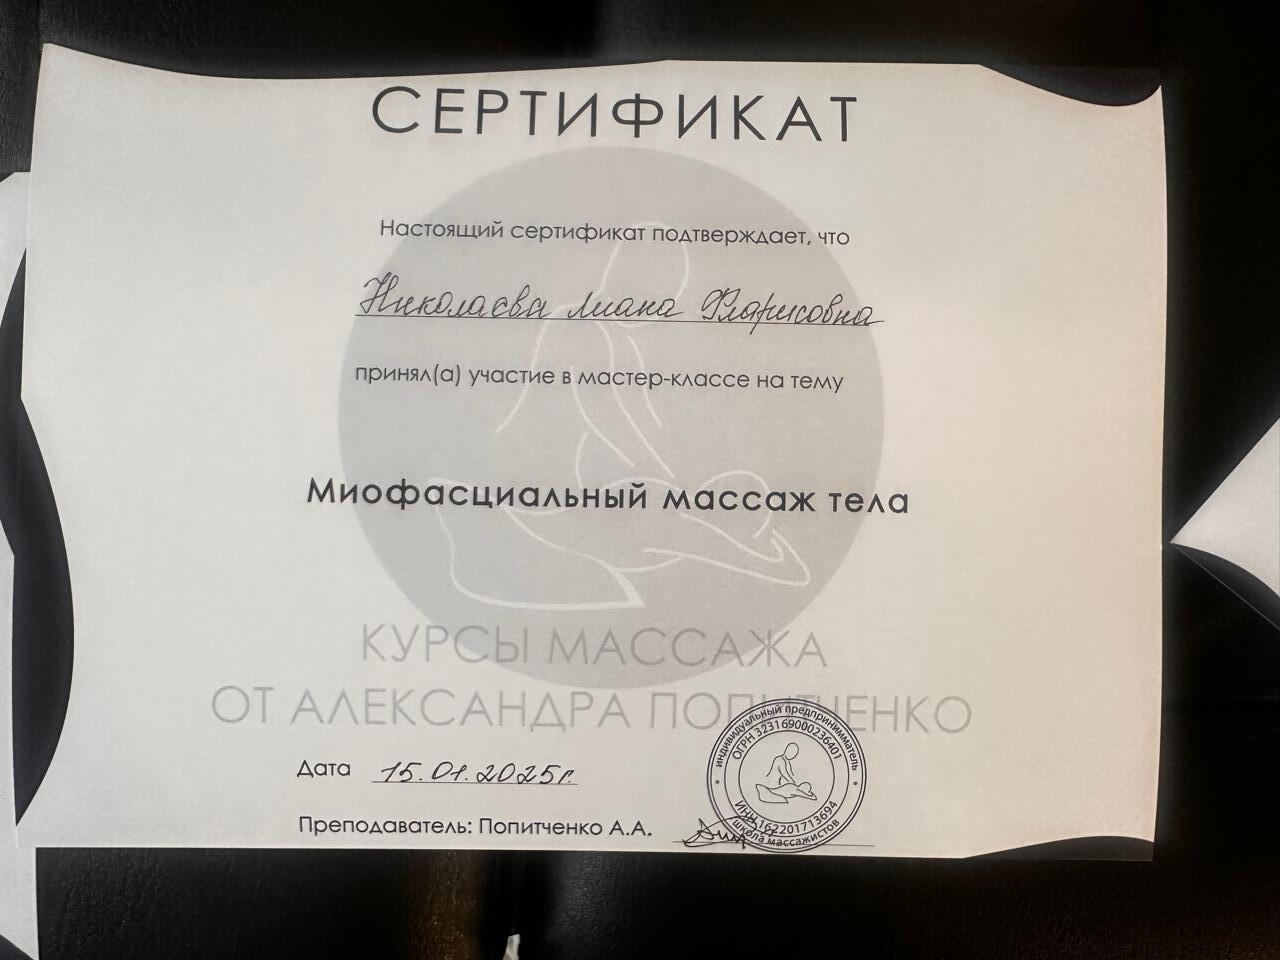 СЕРТИФИКАТ
Настоящий сертификат подтверждает, что
Николаева Лиана Фларисовна
принял(а) участие в мастер-классе на тему
Миофасциальный массаж тела
КУРСЫ МАССАЖА
ОТ АЛЕКСАНДРА ПОПИТЧЕНКО
Дата 15.01.2025г.
Преподаватель: Попитченко А.А.
индивидуальный предпринимматель
ОГРН 323169000236401
ИНН 162201713694
школа массажистов